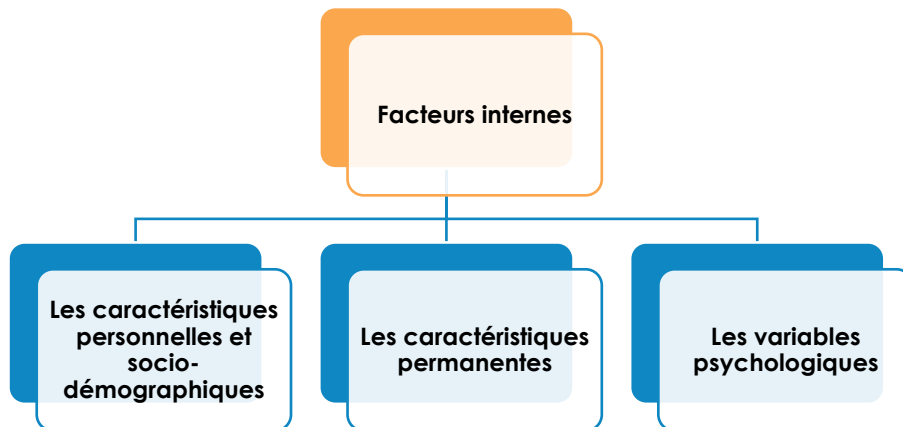 Facteurs internes
Les caractéristiques
personnelles et
socio-
démographiques
Les caractéristiques
permanentes
Les variables
psychologiques